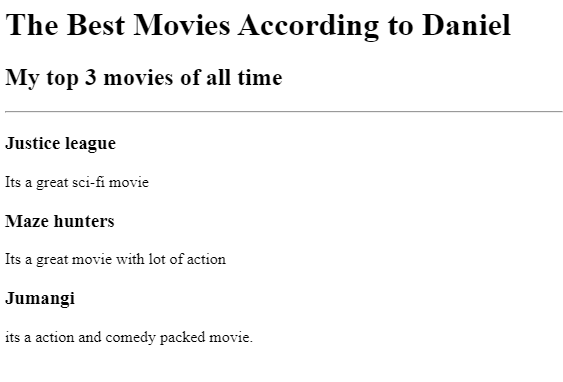 The Best Movies According to Daniel
My top 3 movies of all time
Justice league
Its a great sci-fi movie
Maze hunters
Its a great movie with lot of action
Jumangi
its a action and comedy packed movie.